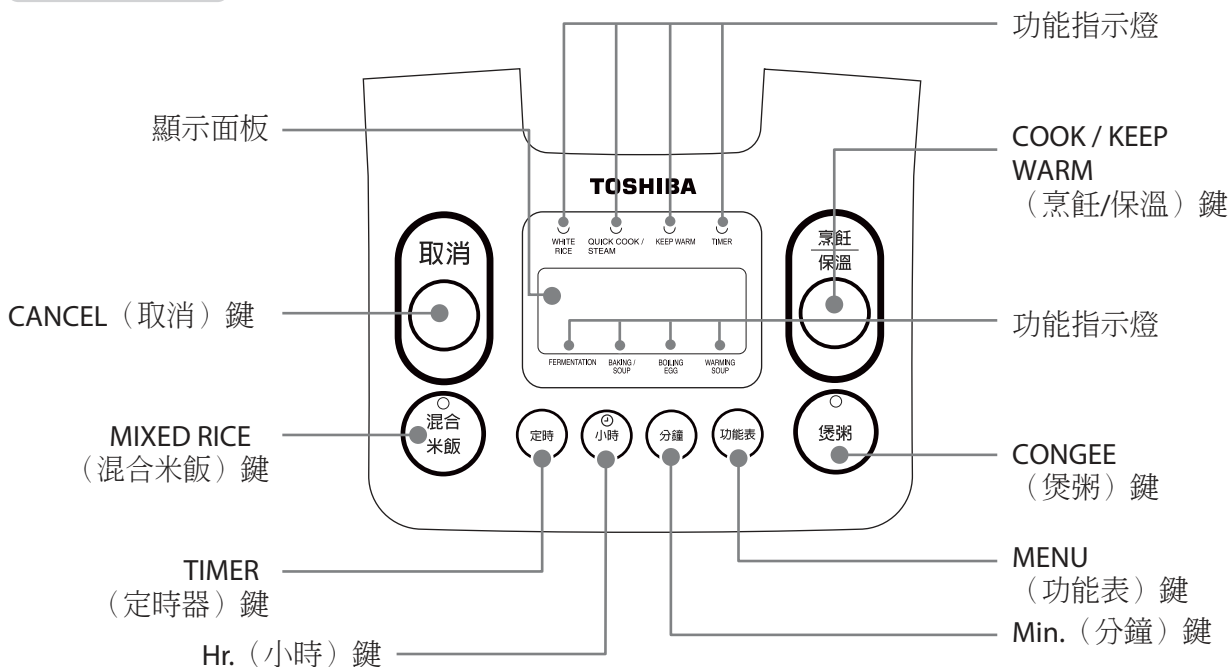 功能指示燈
顯示面板
COOK / KEEP
WARM
（烹飪/保溫）鍵
TOSHIBA
WHITE
RICE
QUICK COOK /
STEAM
KEEP WARM
TIMER
取消
烹飪
保溫
CANCEL（取消）鍵
功能指示燈
FERMENTATION
BAKING /
SOUP
BOILING
EGG
WARMING
SOUP
混合
米飯
定時
小時
分鐘
功能表
煲粥
MIXED RICE
（混合米飯）鍵
CONGEE
（煲粥）鍵
TIMER
（定時器）鍵
MENU
（功能表）鍵
Hr.（小時）鍵
Min.（分鐘）鍵